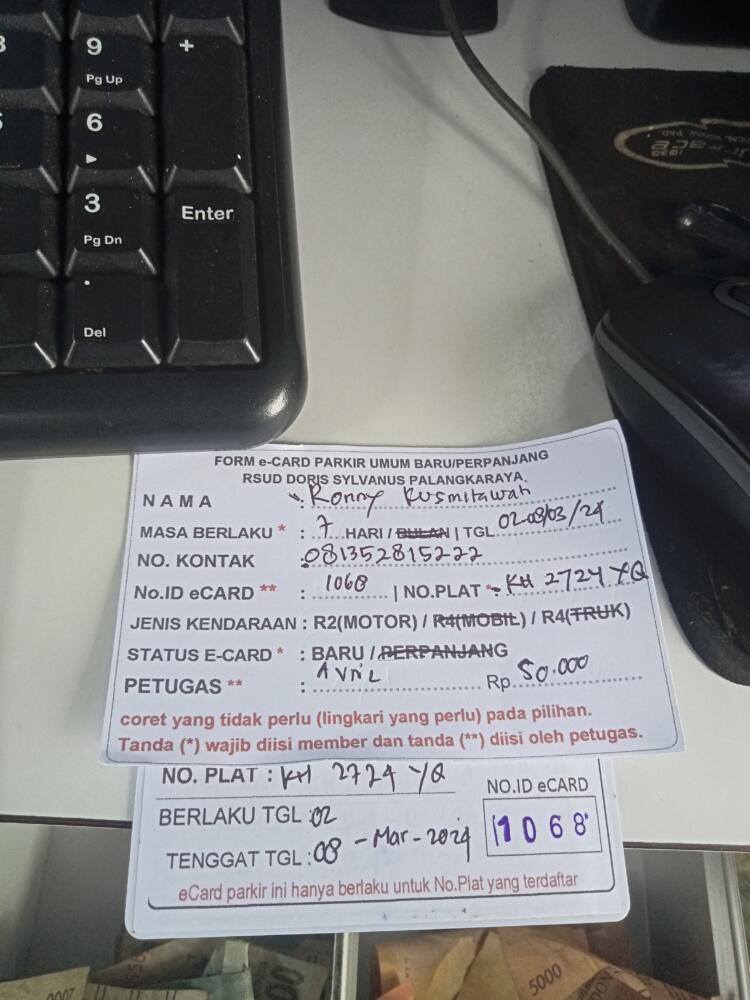 9
Pg Up
+
6
3
Pg Dn
Enter
.
Del
FORM e-CARD PARKIR UMUM BARU/PERPANJANG
RSUD DORIS SYLVANUS PALANGKARAYA.
NAMA : Ronny Kusmitawah
MASA BERLAKU * : 7 HARI / BULAN | TGL 02-08/03/24
NO. KONTAK : 081352815222
No.ID eCARD ** : 1068 | NO.PLAT * KH 2724 YQ
JENIS KENDARAAN : R2(MOTOR) / R4(MOBIL) / R4(TRUK)
STATUS E-CARD * : BARU / PERPANJANG
PETUGAS ** : AVRIL Rp. 50.000
coret yang tidak perlu (lingkari yang perlu) pada pilihan.
Tanda (*) wajib diisi member dan tanda (**) diisi oleh petugas.
NO. PLAT : KH 2724 YQ
NO.ID eCARD
BERLAKU TGL : 02
1068
TENGGAT TGL : 08 - Mar - 2024
eCard parkir ini hanya berlaku untuk No.Plat yang terdaftar
5000